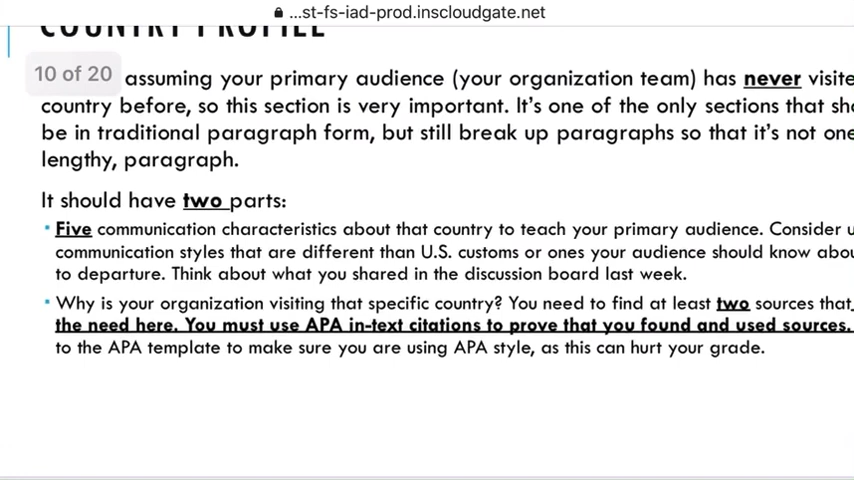 ...st-fs-iad-prod.inscloudgate.net
COUNTRY PROFILE
10 of 20
assuming your primary audience (your organization team) has never
country before, so this section is very important. It's one of the only sections that
be in traditional paragraph form, but still break up paragraphs so that it's not one
lengthy, paragraph.
It should have two parts:
• Five communication characteristics about that country to teach your primary audience. Consider
communication styles that are different than U.S. customs or ones your audience should know
to departure. Think about what you shared in the discussion board last week.
• Why is your organization visiting that specific country? You need to find at least two sources that
the need here. You must use APA in-text citations to prove that you found and used sources.
to the APA template to make sure you are using APA style, as this can hurt your grade.